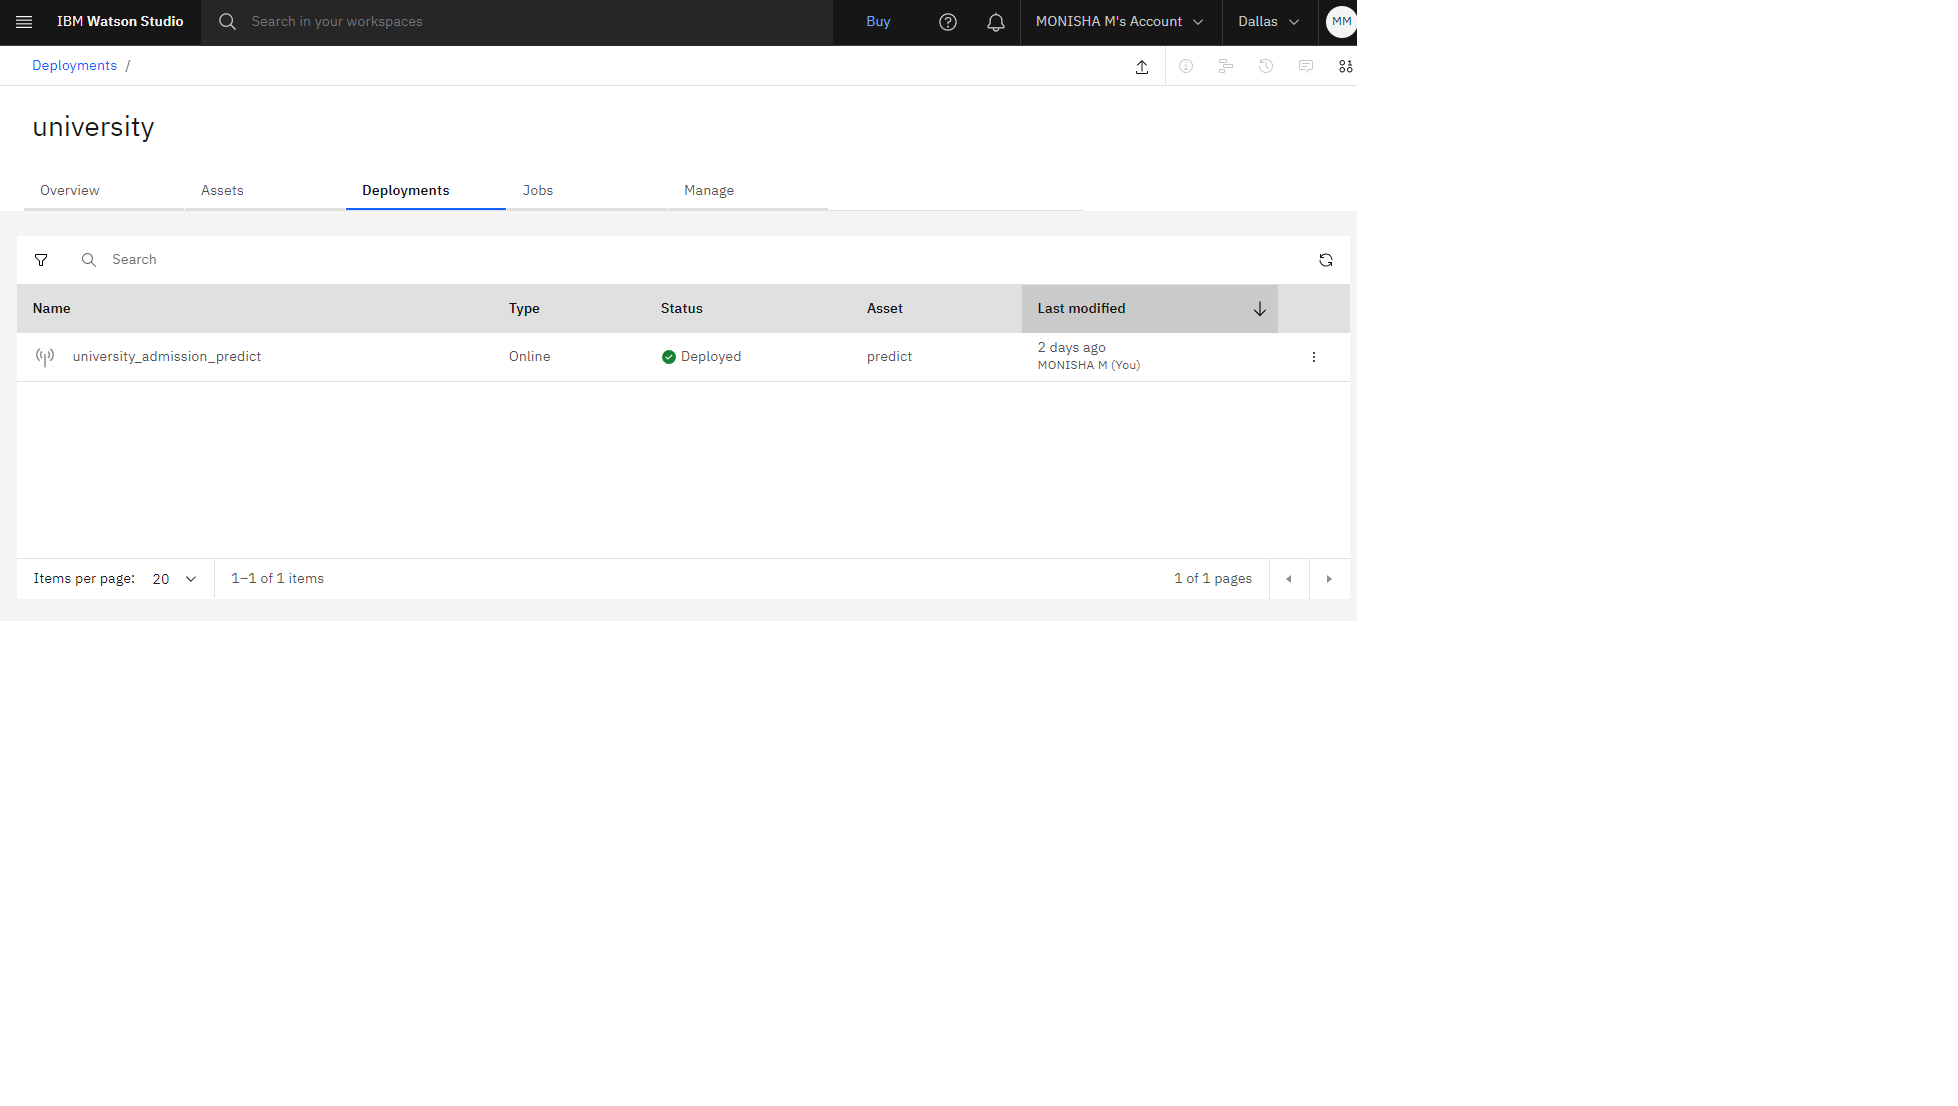 IBM Watson Studio
Search in your workspaces
Buy
MONISHA M's Account
Dallas
MM
Deployments /
university
Overview
Assets
Deployments
Jobs
Manage
Search
Name
Type
Status
Asset
Last modified
university_admission_predict
Online
Deployed
predict
2 days ago
MONISHA M (You)
Items per page:
20
1–1 of 1 items
1 of 1 pages